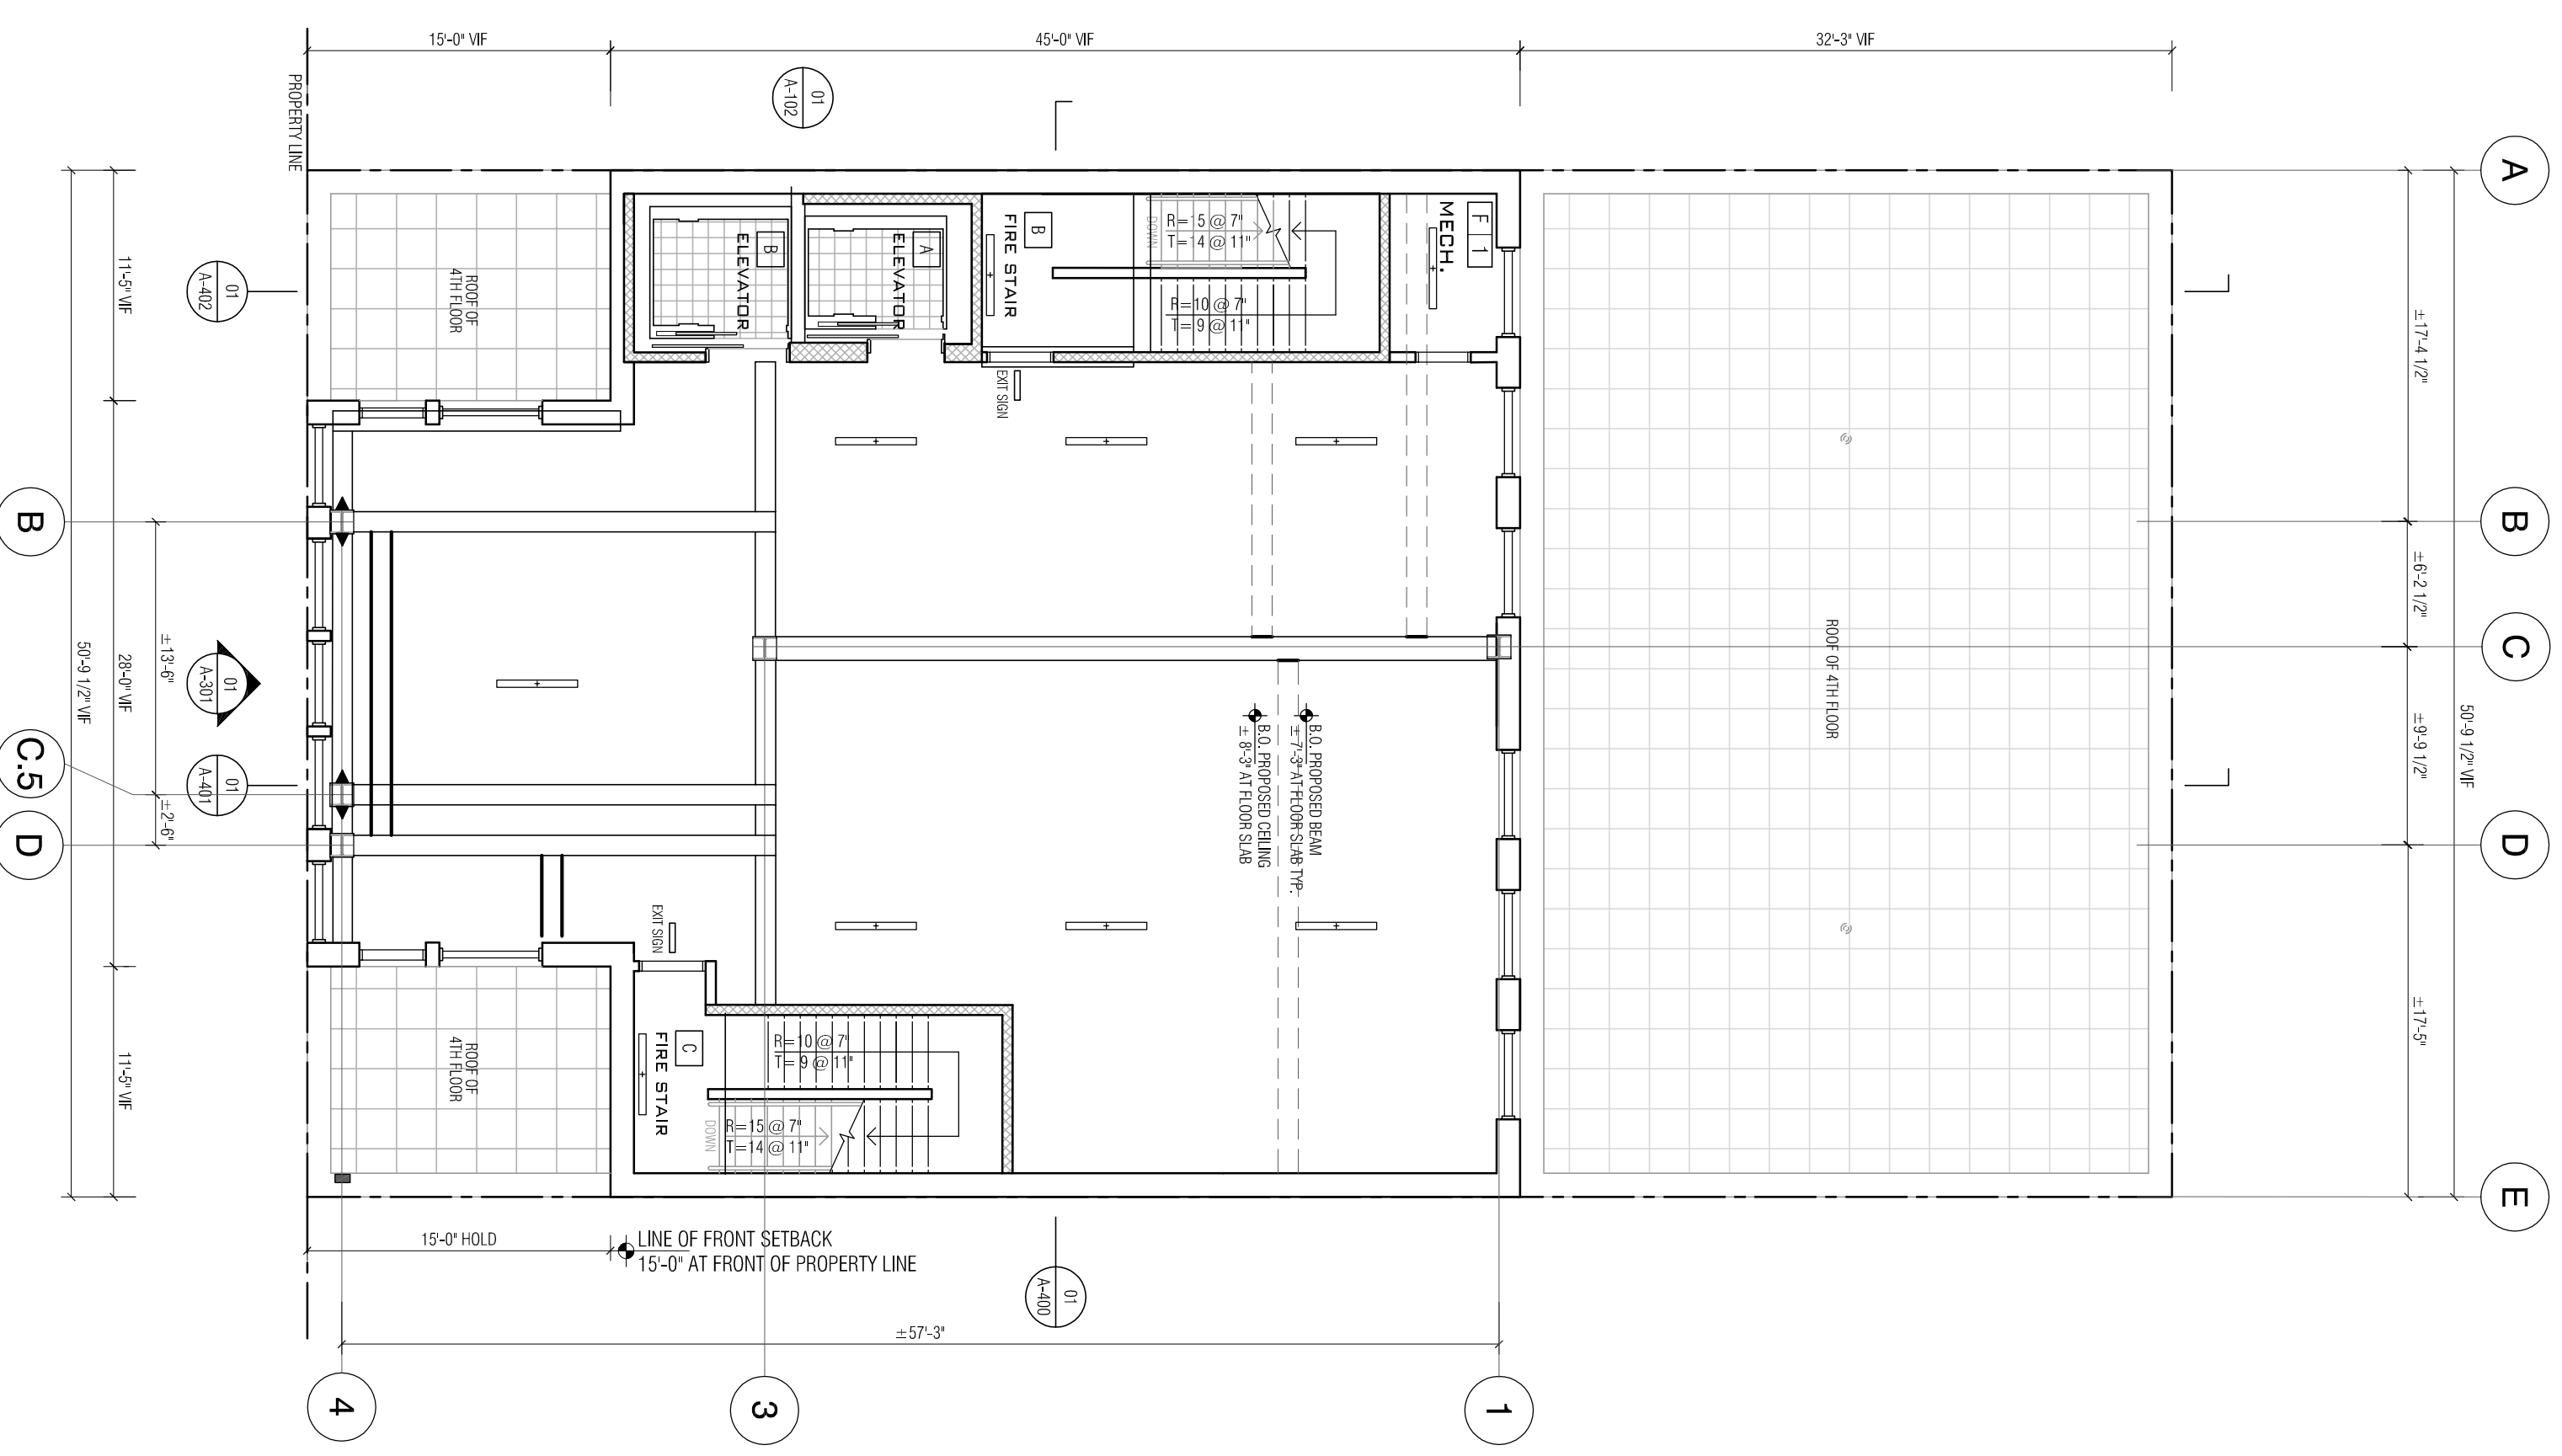 15'-0" VIF
45'-0" VIF
32'-3" VIF
PROPERTY LINE
01
A-102
A
B
C
D
E
50'-9 1/2" VIF
±17'-4 1/2"
±6'-2 1/2"
±9'-9 1/2"
±17'-5"
B
C.5
D
50'-9 1/2" VIF
11'-5" VIF
28'-0" VIF
11'-5" VIF
±13'-6"
±2'-6"
01
A-402
01
A-301
01
A-401
ROOF OF
4TH FLOOR
B
ELEVATOR
A
ELEVATOR
B
FIRE STAIR
DOWN
R=15 @ 7"
T=14 @ 11"
R=10 @ 7"
T= 9 @ 11"
F 1
MECH.
EXIT SIGN
ROOF OF 4TH FLOOR
B.O. PROPOSED BEAM
± 7'-3" AT FLOOR SLAB TYP.
B.O. PROPOSED CEILING
± 8'-3" AT FLOOR SLAB
EXIT SIGN
C
FIRE STAIR
R=10 @ 7"
T= 9 @ 11"
DOWN
R=15 @ 7"
T=14 @ 11"
ROOF OF
4TH FLOOR
15'-0" HOLD
LINE OF FRONT SETBACK
15'-0" AT FRONT OF PROPERTY LINE
01
A-400
±57'-3"
4
3
1